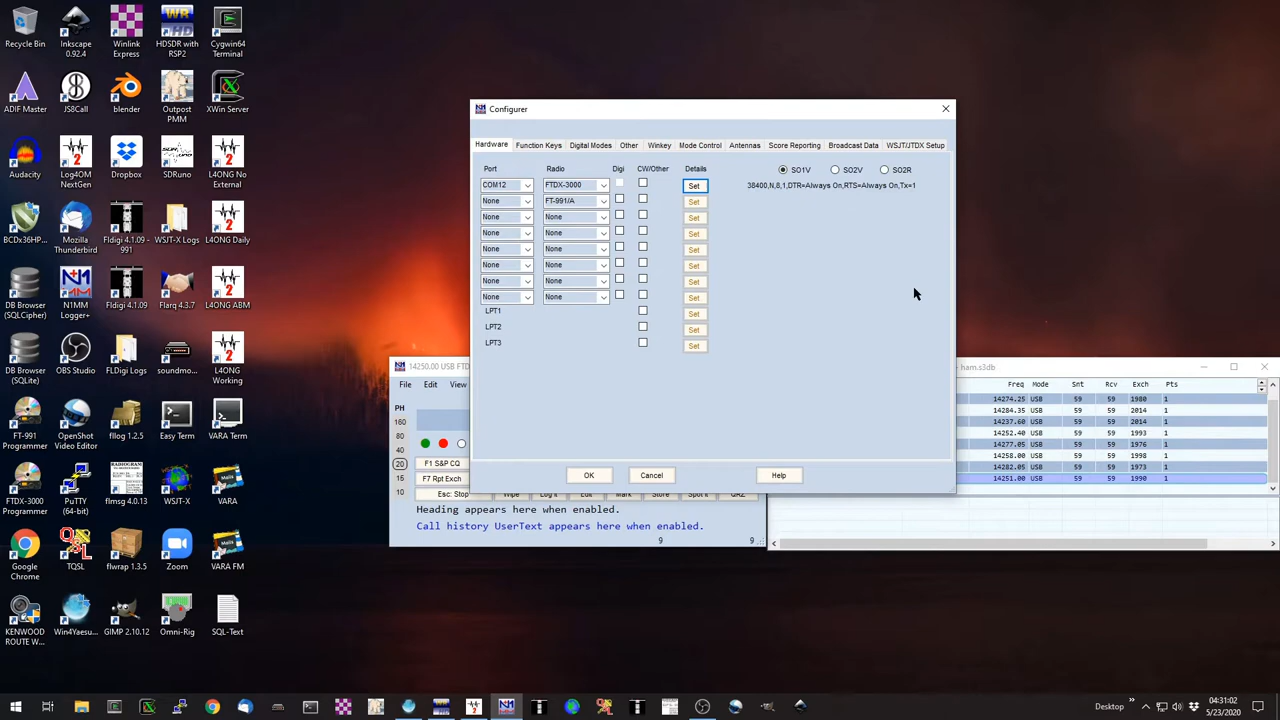 Recycle Bin
Inkscape 0.92.4
Winlink Express
HDSDR with RSP2
Cygwin64 Terminal
ADIF Master
JS8Call
blender
Outpost PMM
XWin Server
Audacity
Log4OM NextGen
Dropbox
SDRuno
L4ONG No External
BCDx36HP...
Mozilla Thunderbird
Fldigi 4.1.09 - 991
WSJT-X Logs
L4ONG Daily
DB Browser (SQLCipher)
N1MM Logger+
Fldigi 4.1.09
Flarq 4.3.7
L4ONG ABM
DB Browser (SQLite)
OBS Studio
FLDigi Logs
soundmo...
L4ONG Working
FT-991 Programmer
OpenShot Video Editor
fllog 1.2.5
Easy Term
VARA Term
FTDX-3000 Programmer
PuTTY (64-bit)
flmsg 4.0.13
WSJT-X
VARA
Google Chrome
TQSL
flwrap 1.3.5
Zoom
VARA FM
KENWOOD ROUTE W...
Win4Yaesu...
GIMP 2.10.12
Omni-Rig
SQL-Text
Configurer
Hardware Function Keys Digital Modes Other Winkey Mode Control Antennas Score Reporting Broadcast Data WSJT/JTDX Setup
Port Radio Digi CW/Other Details SO1V SO2V SO2R
COM12 FTDX-3000 Set 38400,N,8,1,DTR=Always On,RTS=Always On,Tx=1
None FT-991/A Set
None None Set
None None Set
None None Set
None None Set
None None Set
None None Set
LPT1 Set
LPT2 Set
LPT3 Set
OK Cancel Help
14250.00 USB FTD
File Edit View
PH
160
80
40
20
15
10
F1 S&P CQ
F7 Rpt Exch
Esc: Stop Wipe Log It Edit Mark Store Spot It QRZ
Heading appears here when enabled.
Call history UserText appears here when enabled.
9 9
- ham.s3db
Freq Mode Snt Rcv Exch Pts
14274.25 USB 59 59 1980 1
14284.35 USB 59 59 2014 1
14237.60 USB 59 59 2014 1
14252.40 USB 59 59 1993 1
14277.05 USB 59 59 1976 1
14258.00 USB 59 59 1998 1
14282.05 USB 59 59 1973 1
14251.00 USB 59 59 1990 1
Desktop
04:31:02
5/23/2020